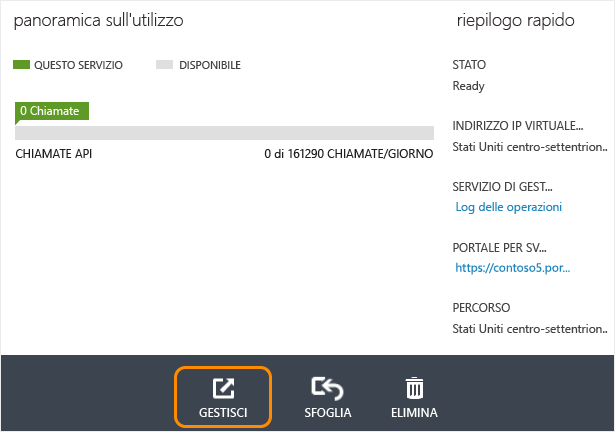 panoramica sull'utilizzo
QUESTO SERVIZIO
DISPONIBILE
0 Chiamate
CHIAMATE API
0 di 161290 CHIAMATE/GIORNO
riepilogo rapido
STATO
Ready
INDIRIZZO IP VIRTUALE...
Stati Uniti centro-settentrion..
SERVIZIO DI GEST...
Log delle operazioni
PORTALE PER SV...
https://contoso5.por...
PERCORSO
Stati Uniti centro-settentrion..
GESTISCI
SFOGLIA
ELIMINA